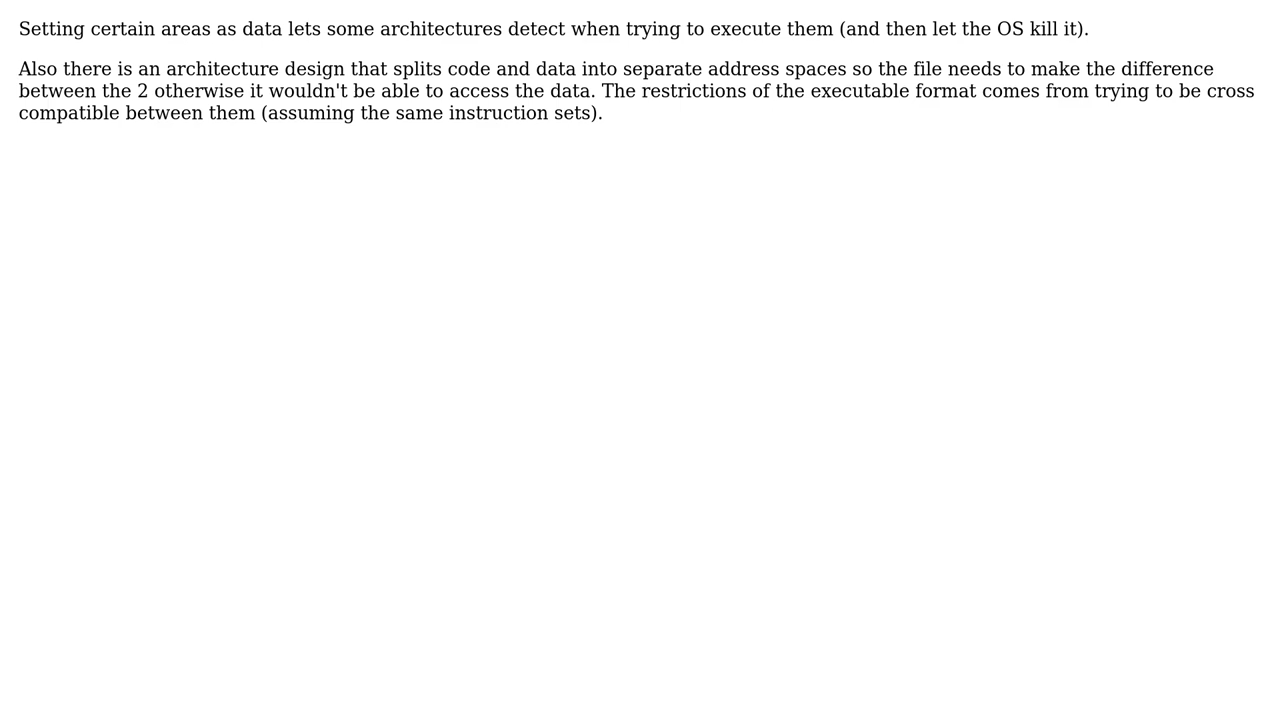 Setting certain areas as data lets some architectures detect when trying to execute them (and then let the OS kill it).
Also there is an architecture design that splits code and data into separate address spaces so the file needs to make the difference
between the 2 otherwise it wouldn't be able to access the data. The restrictions of the executable format comes from trying to be cross
compatible between them (assuming the same instruction sets).